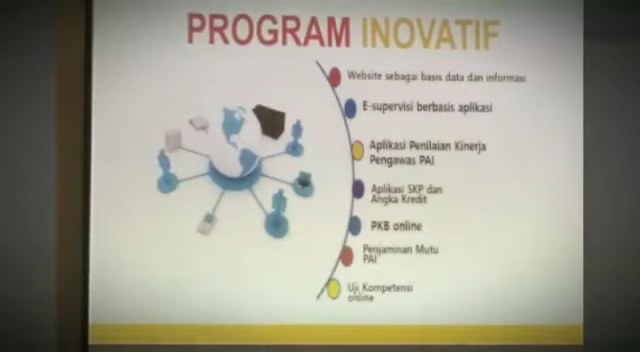 PROGRAM INOVATIF
Website sebagai basis data dan informasi
E-supervisi berbasis aplikasi
Aplikasi Penilaian Kinerja
Pengawas PAI
Aplikasi SKP dan
Angka Kredit
PKB online
Penjaminan Mutu
PAI
Uji Kompetensi
online